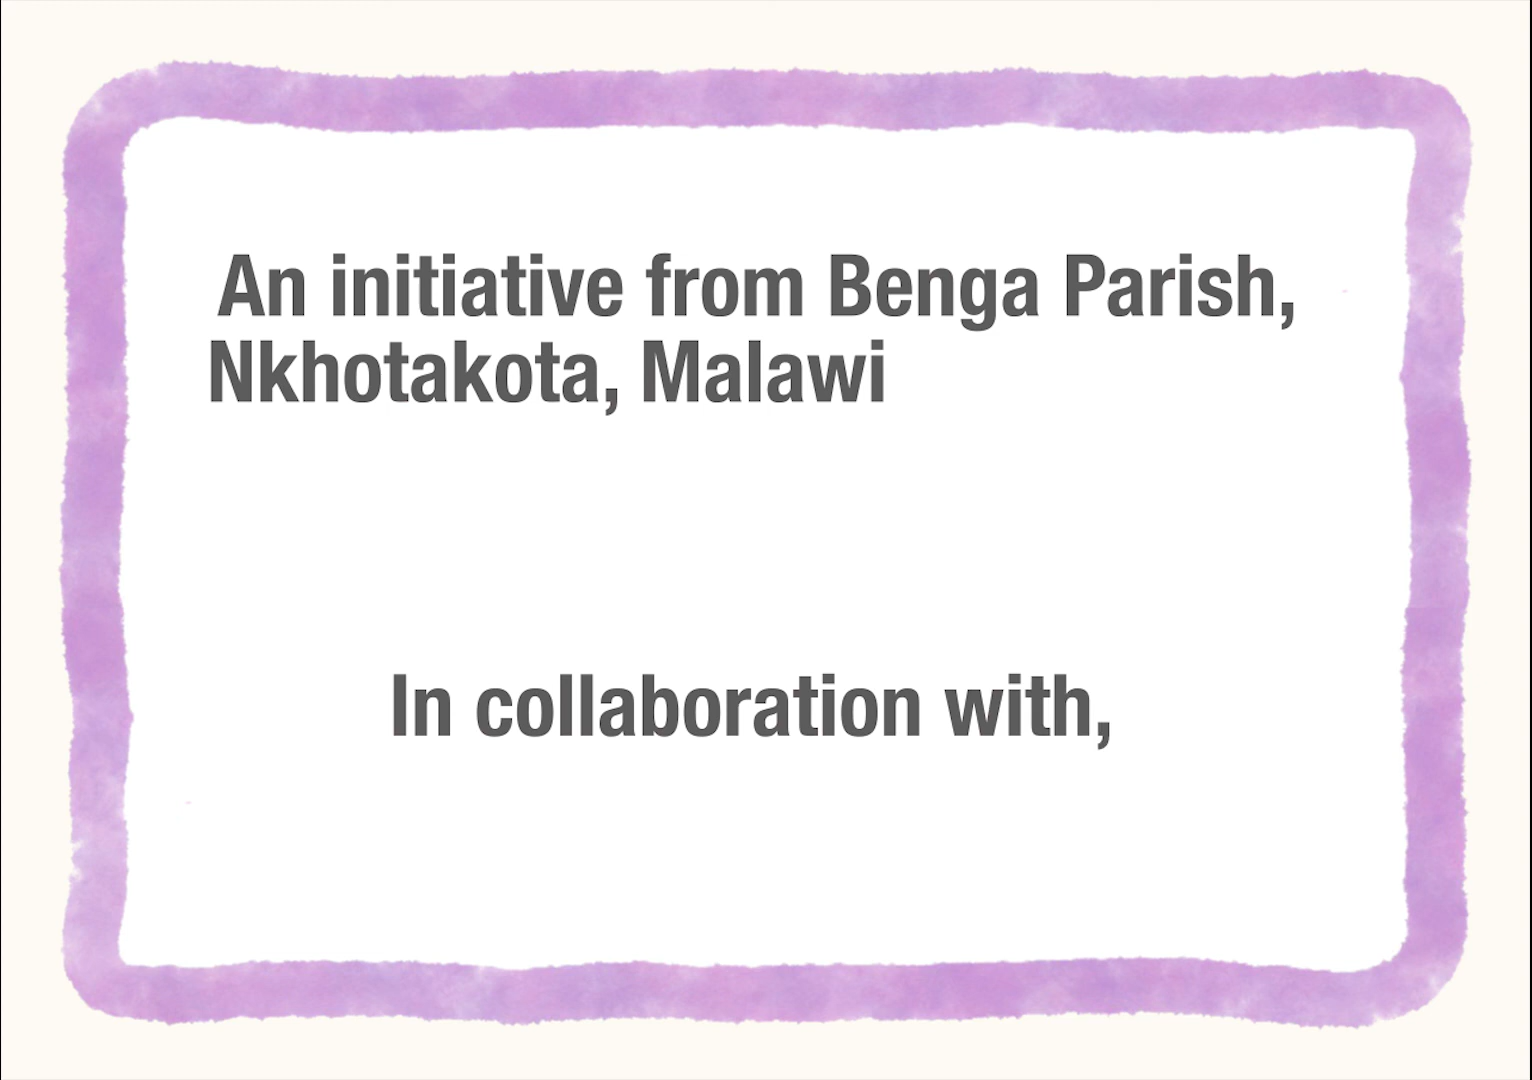 An initiative from Benga Parish,
Nkhotakota, Malawi
In collaboration with,